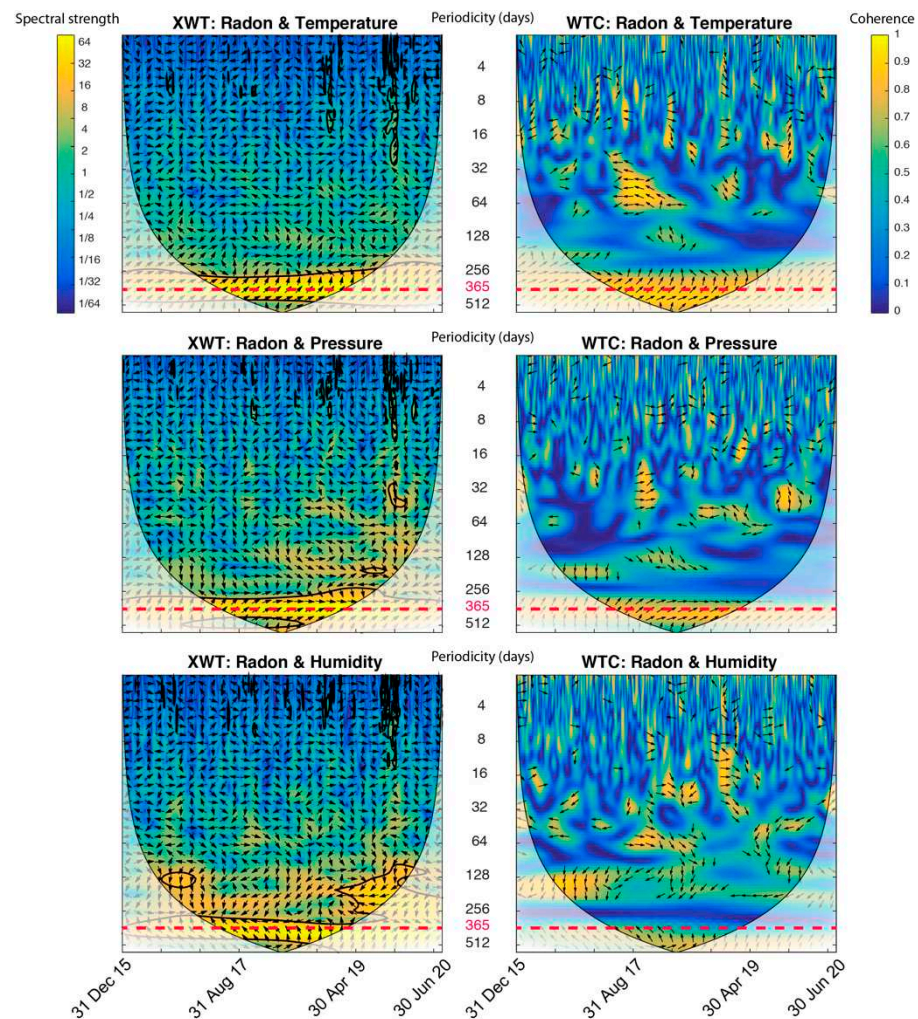 Spectral strength
XWT: Radon & Temperature
Periodicity (days)
WTC: Radon & Temperature
Coherence
64
32
16
8
4
2
1
1/2
1/4
1/8
1/16
1/32
1/64
4
8
16
32
64
128
256
365
512
1
0.9
0.8
0.7
0.6
0.5
0.4
0.3
0.2
0.1
0
XWT: Radon & Pressure
Periodicity (days)
WTC: Radon & Pressure
4
8
16
32
64
128
256
365
512
XWT: Radon & Humidity
Periodicity (days)
WTC: Radon & Humidity
4
8
16
32
64
128
256
365
512
31 Dec 15
31 Aug 17
30 Apr 19
30 Jun 20
31 Dec 15
31 Aug 17
30 Apr 19
30 Jun 20